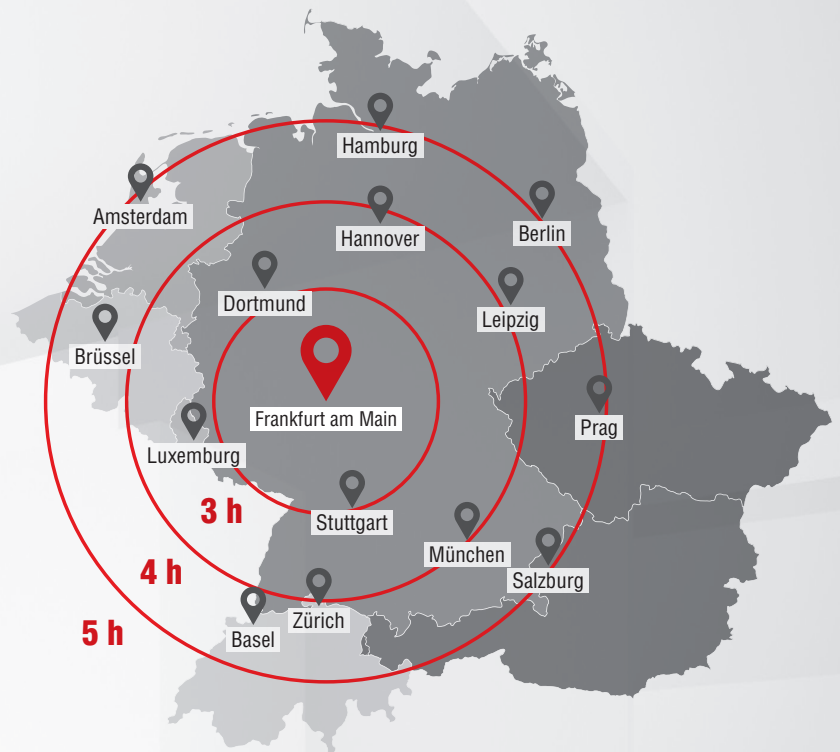 Hamburg
Amsterdam
Hannover
Berlin
Dortmund
Leipzig
Brüssel
Frankfurt am Main
Prag
Luxemburg
3 h
Stuttgart
München
4 h
Salzburg
Zürich
5 h
Basel